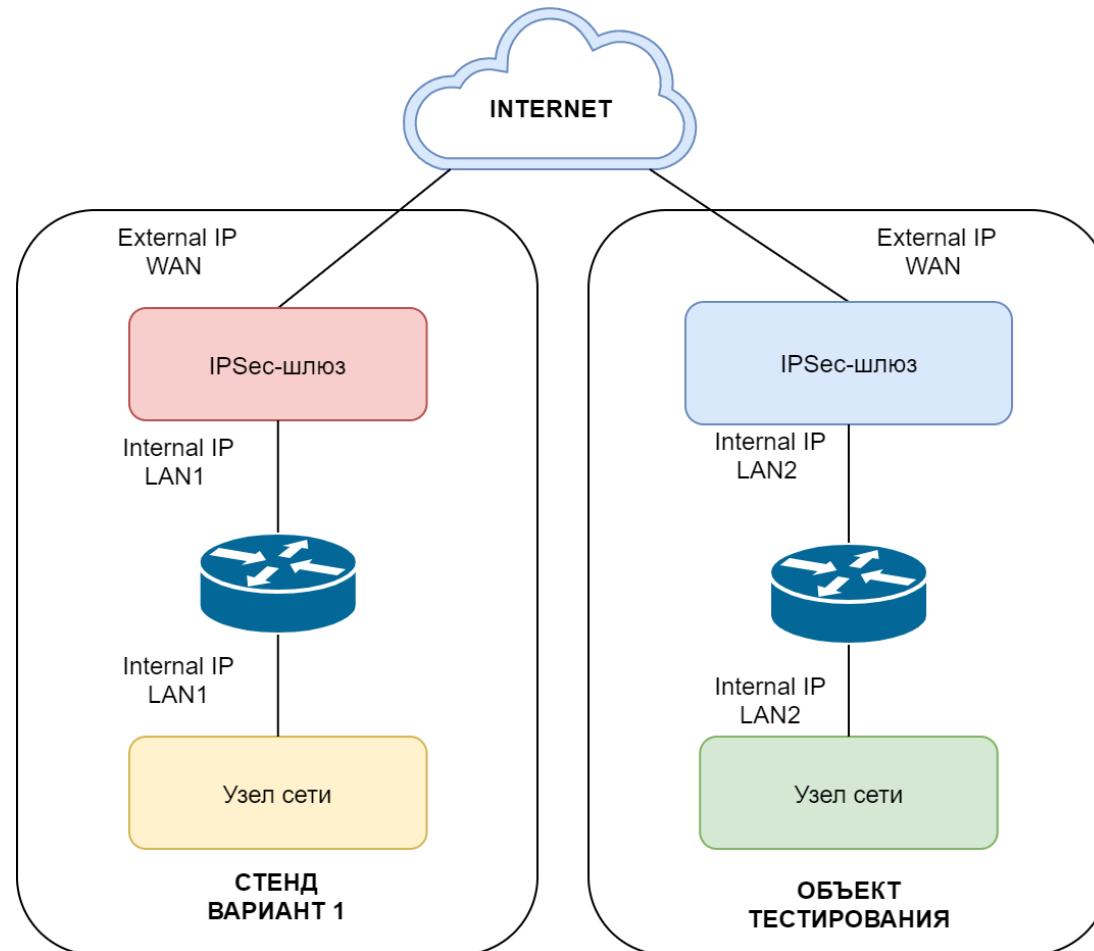 INTERNET
External IP
WAN
IPSec-шлюз
Internal IP
LAN1
Internal IP
LAN1
Узел сети
СТЕНД
ВАРИАНТ 1
External IP
WAN
IPSec-шлюз
Internal IP
LAN2
Internal IP
LAN2
Узел сети
ОБЪЕКТ
ТЕСТИРОВАНИЯ